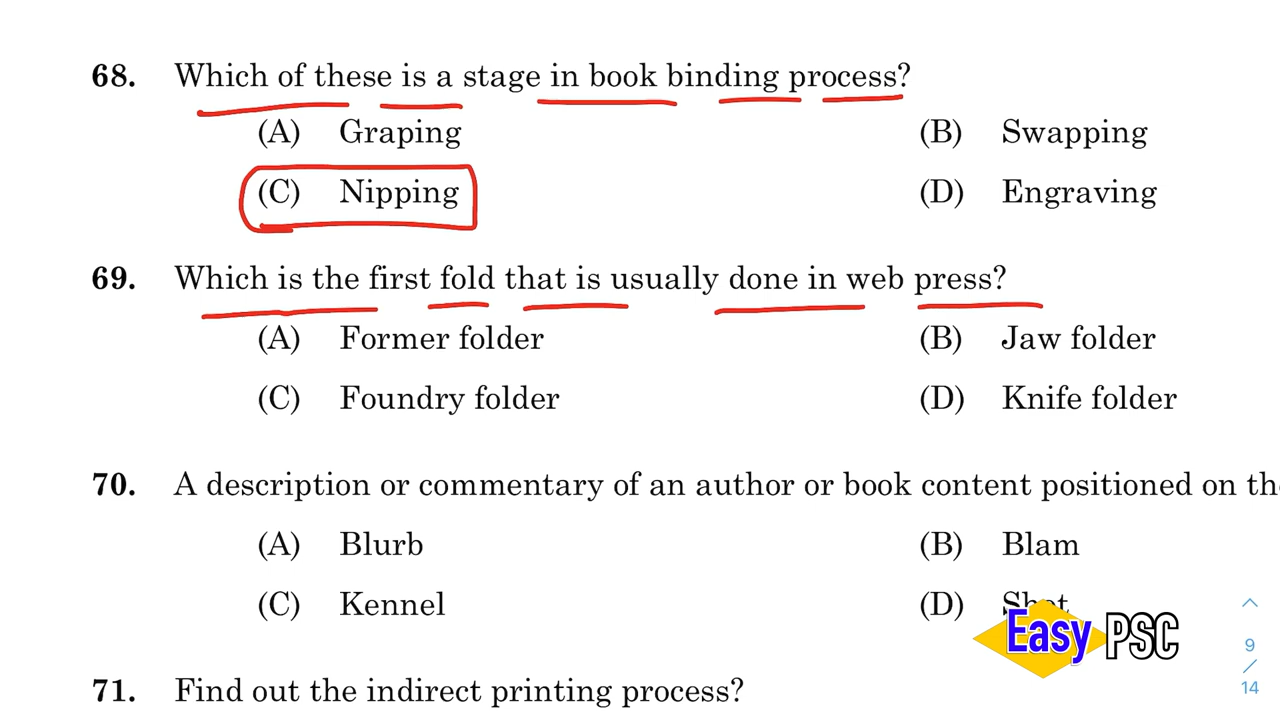 68. Which of these is a stage in book binding process?
(A) Graping (B) Swapping
(C) Nipping (D) Engraving
69. Which is the first fold that is usually done in web press?
(A) Former folder (B) Jaw folder
(C) Foundry folder (D) Knife folder
70. A description or commentary of an author or book content positioned on
(A) Blurb (B) Blam
(C) Kennel (D)
Easy PSC
9
/
14
71. Find out the indirect printing process?